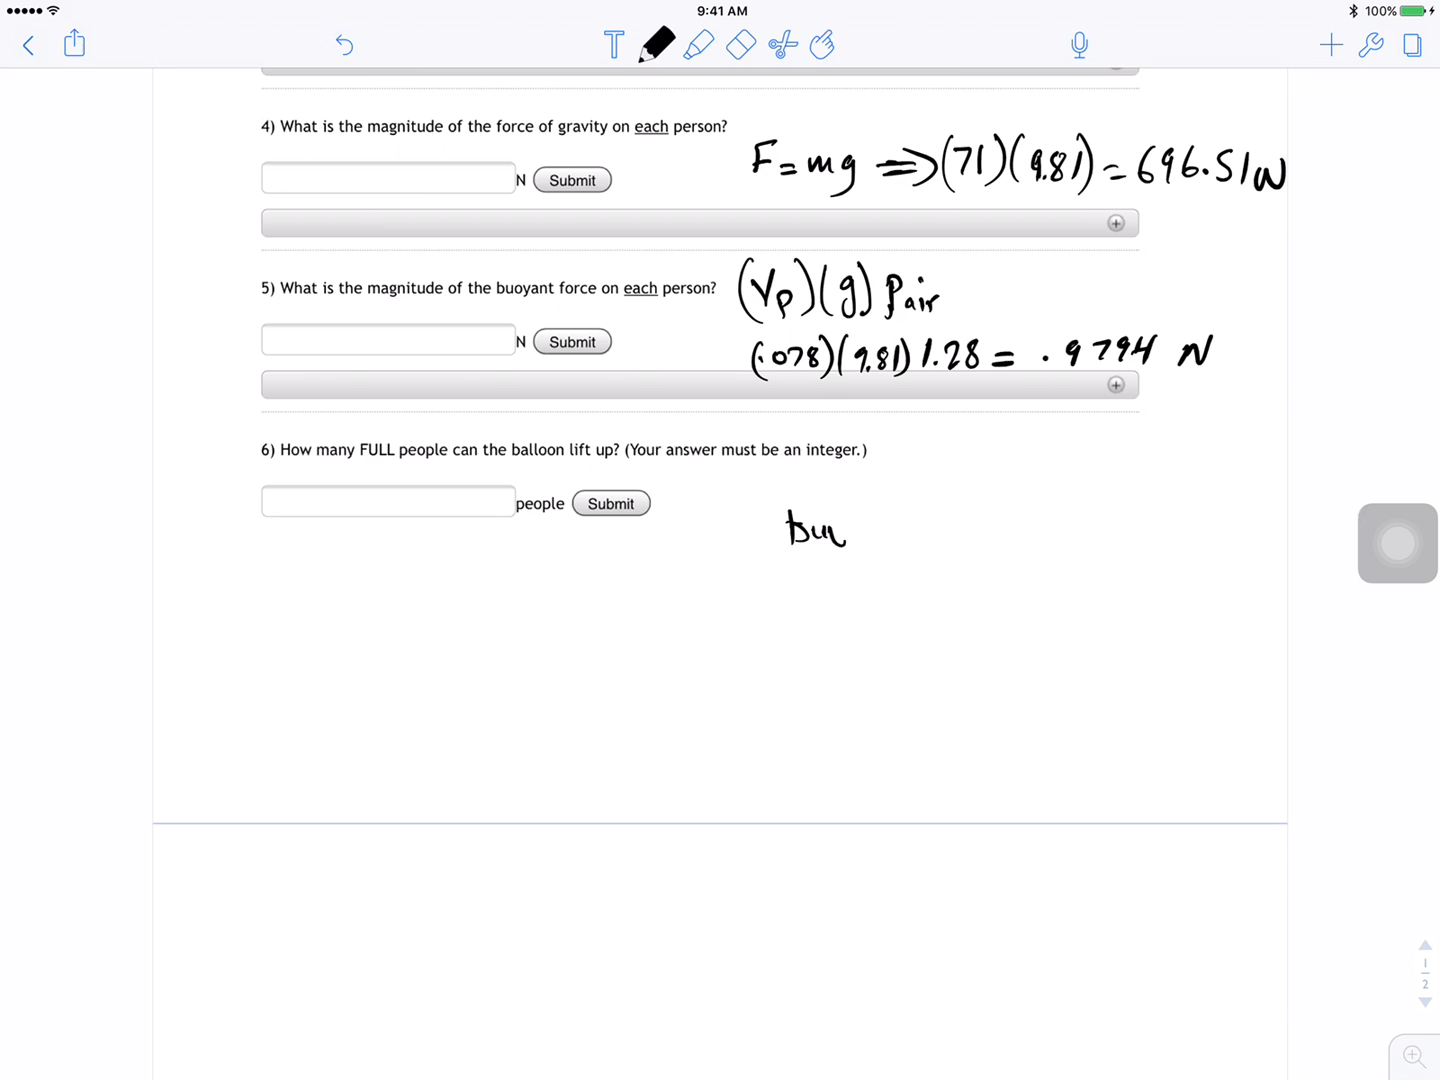 9:41 AM
100%
T
4) What is the magnitude of the force of gravity on each person?
F = mg => (71)(9.81) = 696.51 N
N Submit
5) What is the magnitude of the buoyant force on each person?
(Vp)(g) Pair
N Submit
(.078)(9.81) 1.28 = .9794 N
6) How many FULL people can the balloon lift up? (Your answer must be an integer.)
people Submit
1
2